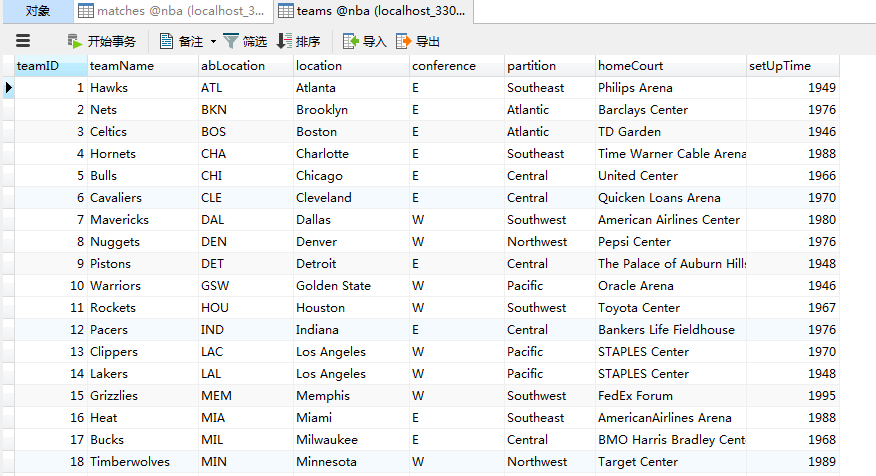 对象 matches @nba (localhost_3... teams @nba (localhost_330...
开始事务 备注 筛选 排序 导入 导出
teamID teamName abLocation location conference partition homeCourt setUpTime
1 Hawks ATL Atlanta E Southeast Philips Arena 1949
2 Nets BKN Brooklyn E Atlantic Barclays Center 1976
3 Celtics BOS Boston E Atlantic TD Garden 1946
4 Hornets CHA Charlotte E Southeast Time Warner Cable Arena 1988
5 Bulls CHI Chicago E Central United Center 1966
6 Cavaliers CLE Cleveland E Central Quicken Loans Arena 1970
7 Mavericks DAL Dallas W Southwest American Airlines Center 1980
8 Nuggets DEN Denver W Northwest Pepsi Center 1976
9 Pistons DET Detroit E Central The Palace of Auburn Hills 1948
10 Warriors GSW Golden State W Pacific Oracle Arena 1946
11 Rockets HOU Houston W Southwest Toyota Center 1967
12 Pacers IND Indiana E Central Bankers Life Fieldhouse 1976
13 Clippers LAC Los Angeles W Pacific STAPLES Center 1970
14 Lakers LAL Los Angeles W Pacific STAPLES Center 1948
15 Grizzlies MEM Memphis W Southwest FedEx Forum 1995
16 Heat MIA Miami E Southeast AmericanAirlines Arena 1988
17 Bucks MIL Milwaukee E Central BMO Harris Bradley Cent 1968
18 Timberwolves MIN Minnesota W Northwest Target Center 1989